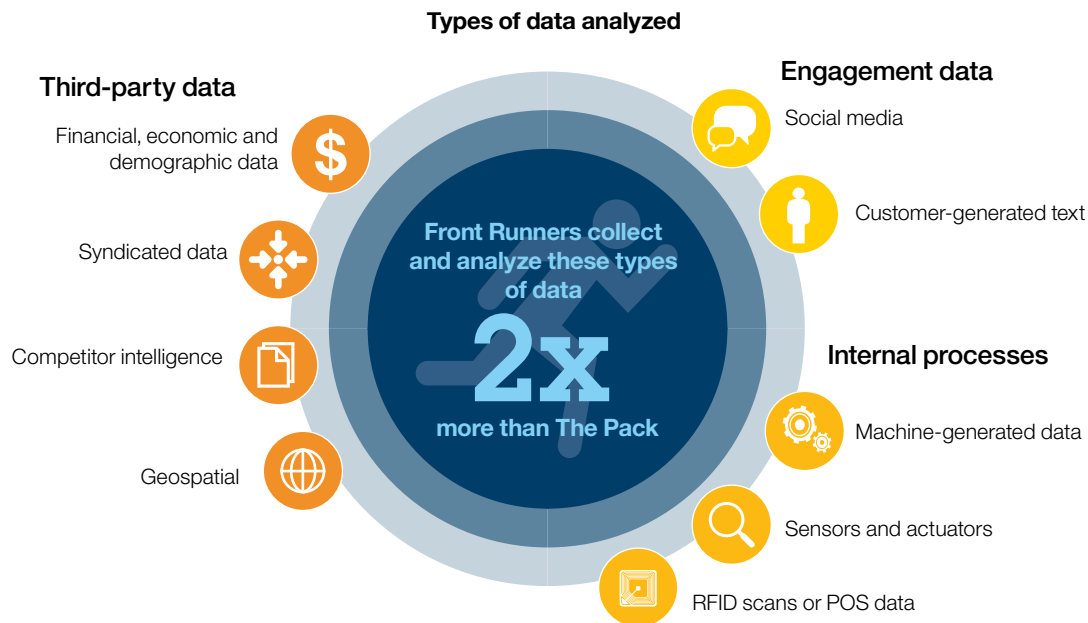 Types of data analyzed
Third-party data
Financial, economic and
demographic data
Syndicated data
Competitor intelligence
Geospatial
$
Front Runners collect
and analyze these types
of data
2x
more than The Pack
Engagement data
Social media
Customer-generated text
Internal processes
Machine-generated data
Sensors and actuators
RFID scans or POS data